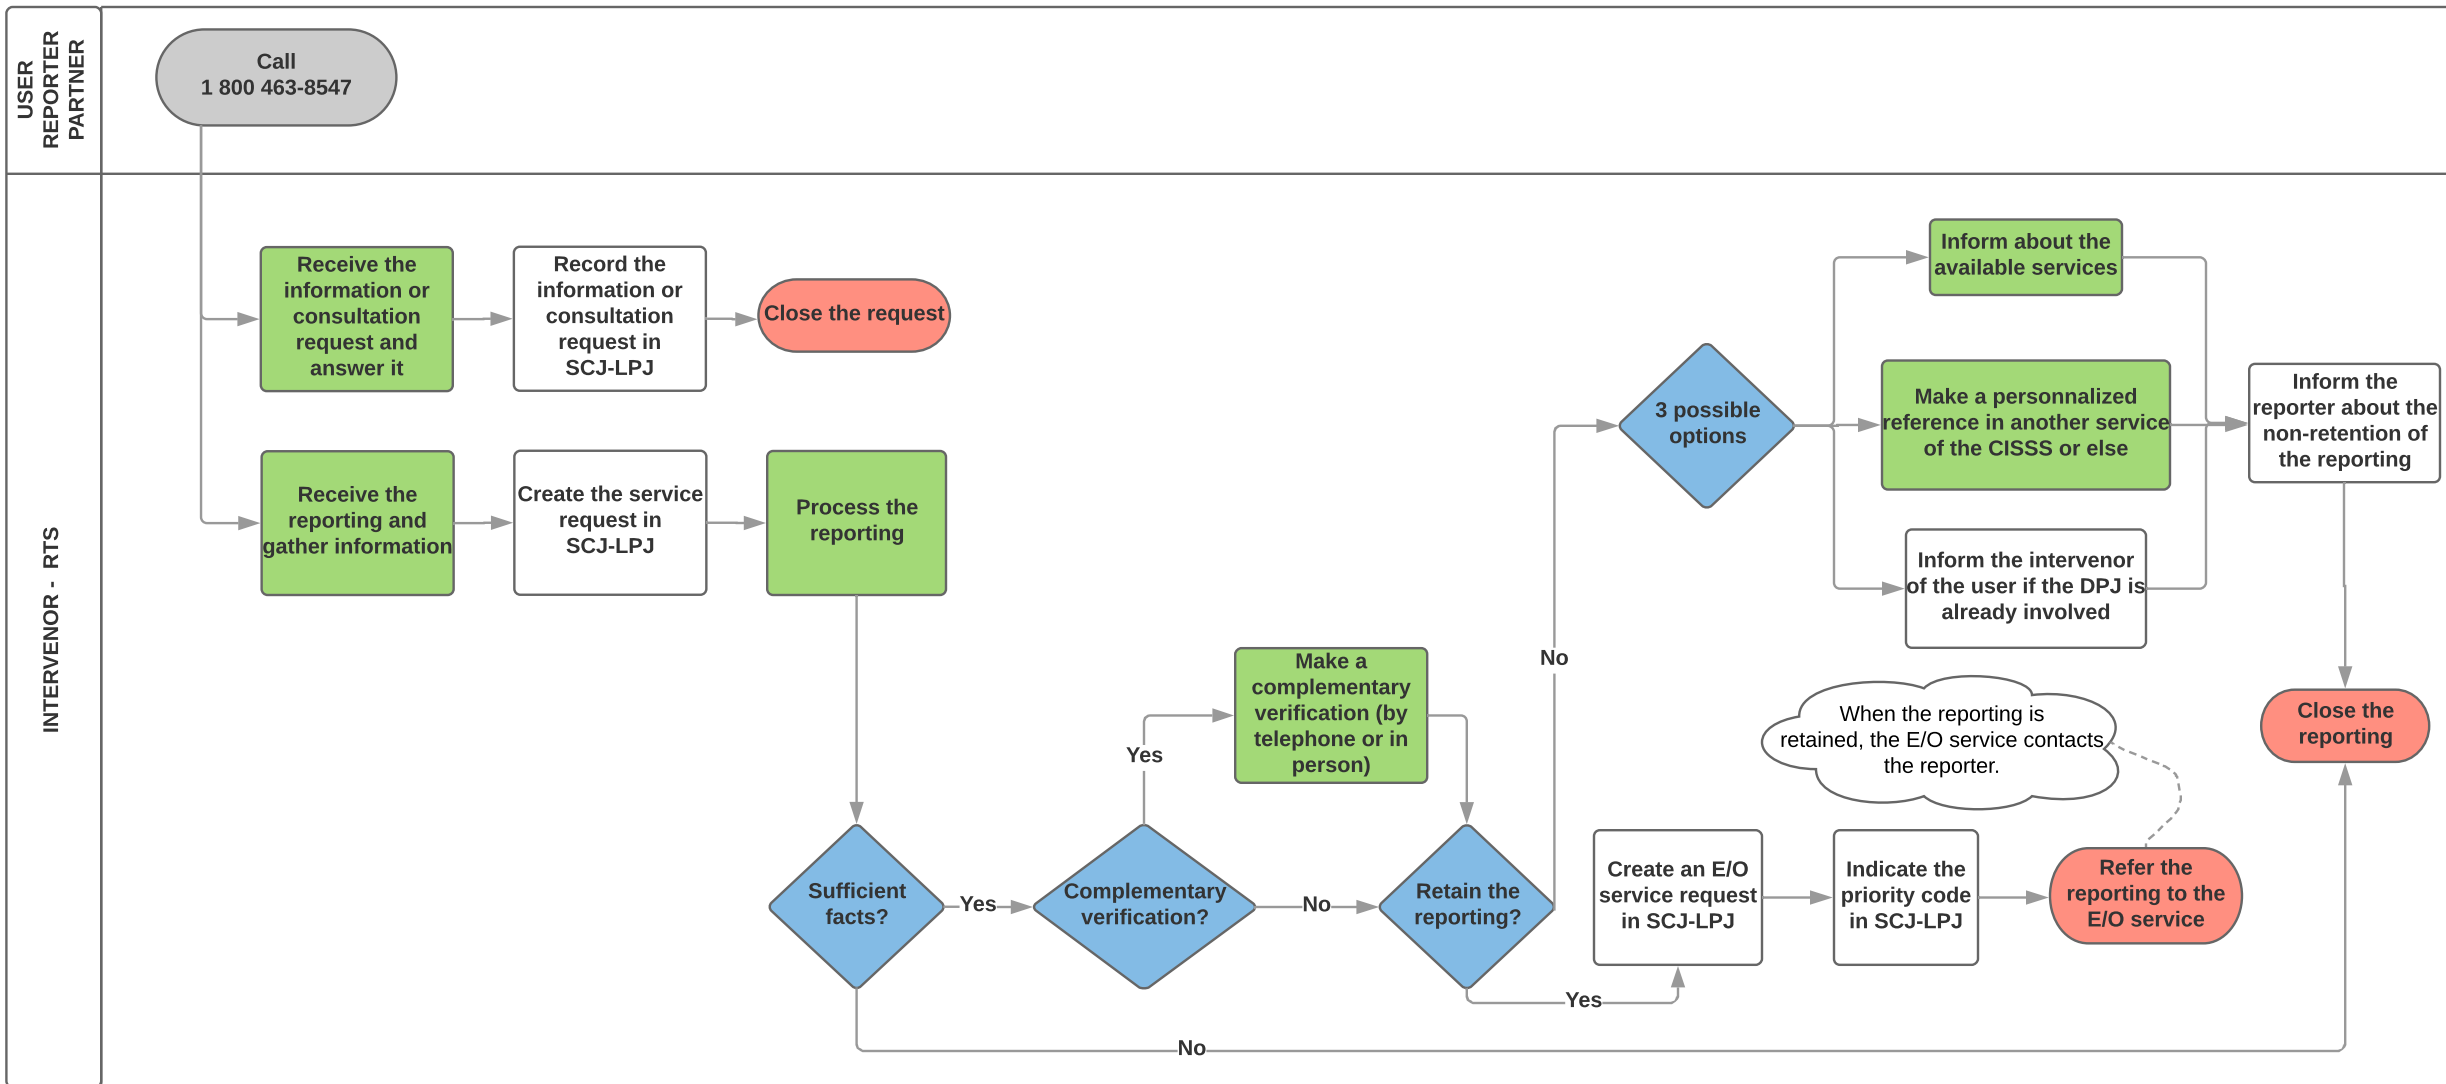 USER
REPORTER
PARTNER
Call
1 800 463-8547
INTERVENOR - RTS
Receive the
information or
consultation
request and
answer it
Record the
information or
consultation
request in
SCJ-LPJ
Close the request
Receive the
reporting and
gather information
Create the service
request in
SCJ-LPJ
Process the
reporting
Sufficient
facts?
Yes
No
Complementary
verification?
Yes
No
Make a
complementary
verification (by
telephone or in
person)
Retain the
reporting?
No
Yes
3 possible
options
Inform about the
available services
Make a personnalized
reference in another service
of the CISSS or else
Inform the intervenor
of the user if the DPJ is
already involved
Inform the
reporter about the
non-retention of
the reporting
Close the
reporting
Create an E/O
service request
in SCJ-LPJ
Indicate the
priority code
in SCJ-LPJ
Refer the
reporting to the
E/O service
When the reporting is
retained, the E/O service contacts
the reporter.